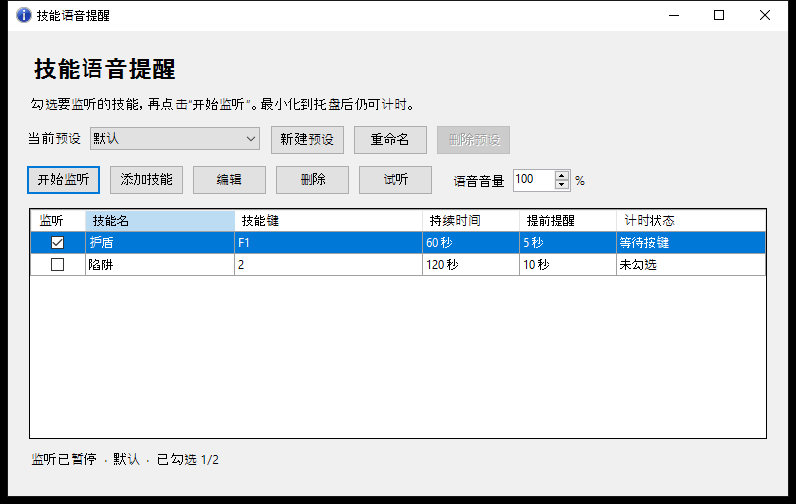 技能语音提醒
技能语音提醒
勾选要监听的技能，再点击“开始监听”。最小化到托盘后仍可计时。
当前预设 默认 新建预设 重命名 删除预设
开始监听 添加技能 编辑 删除 试听 语音音量 100 %
监听 技能名 技能键 持续时间 提前提醒 计时状态
护盾 F1 60 秒 5 秒 等待按键
陷阱 2 120 秒 10 秒 未勾选
监听已暂停 · 默认 · 已勾选 1/2